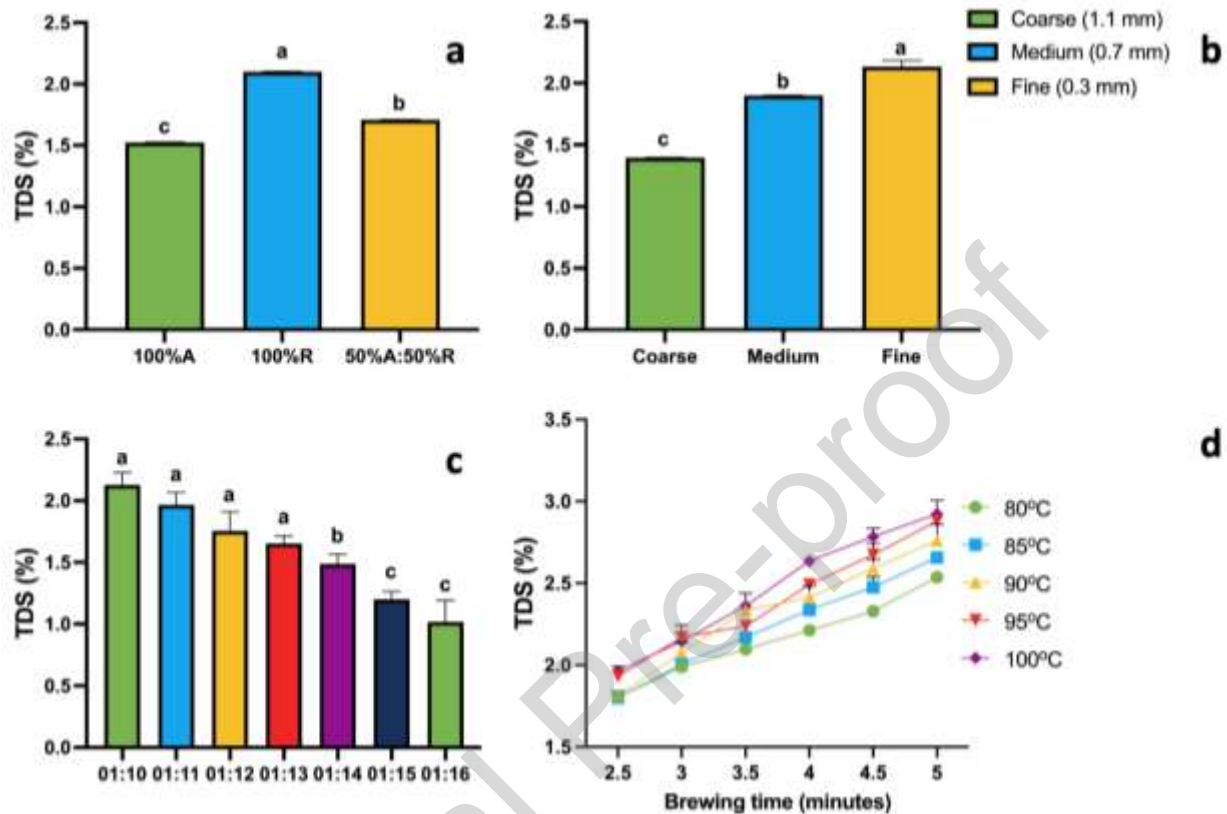 2.5
2.0
1.5
1.0
0.5
0.0
TDS (%)
c
a
b
a
100%A
100%R
50%A:50%R
2.5
2.0
1.5
1.0
0.5
0.0
TDS (%)
c
b
a
b
Coarse
Medium
Fine
Coarse (1.1 mm)
Medium (0.7 mm)
Fine (0.3 mm)
2.5
2.0
1.5
1.0
0.5
0.0
TDS (%)
a
a
a
a
b
c
c
c
01:10
01:11
01:12
01:13
01:14
01:15
01:16
3.5
3.0
2.5
2.0
1.5
TDS (%)
d
2.5
3
3.5
4
4.5
5
Brewing time (minutes)
80ºC
85ºC
90ºC
95ºC
100ºC
al Pre-proof